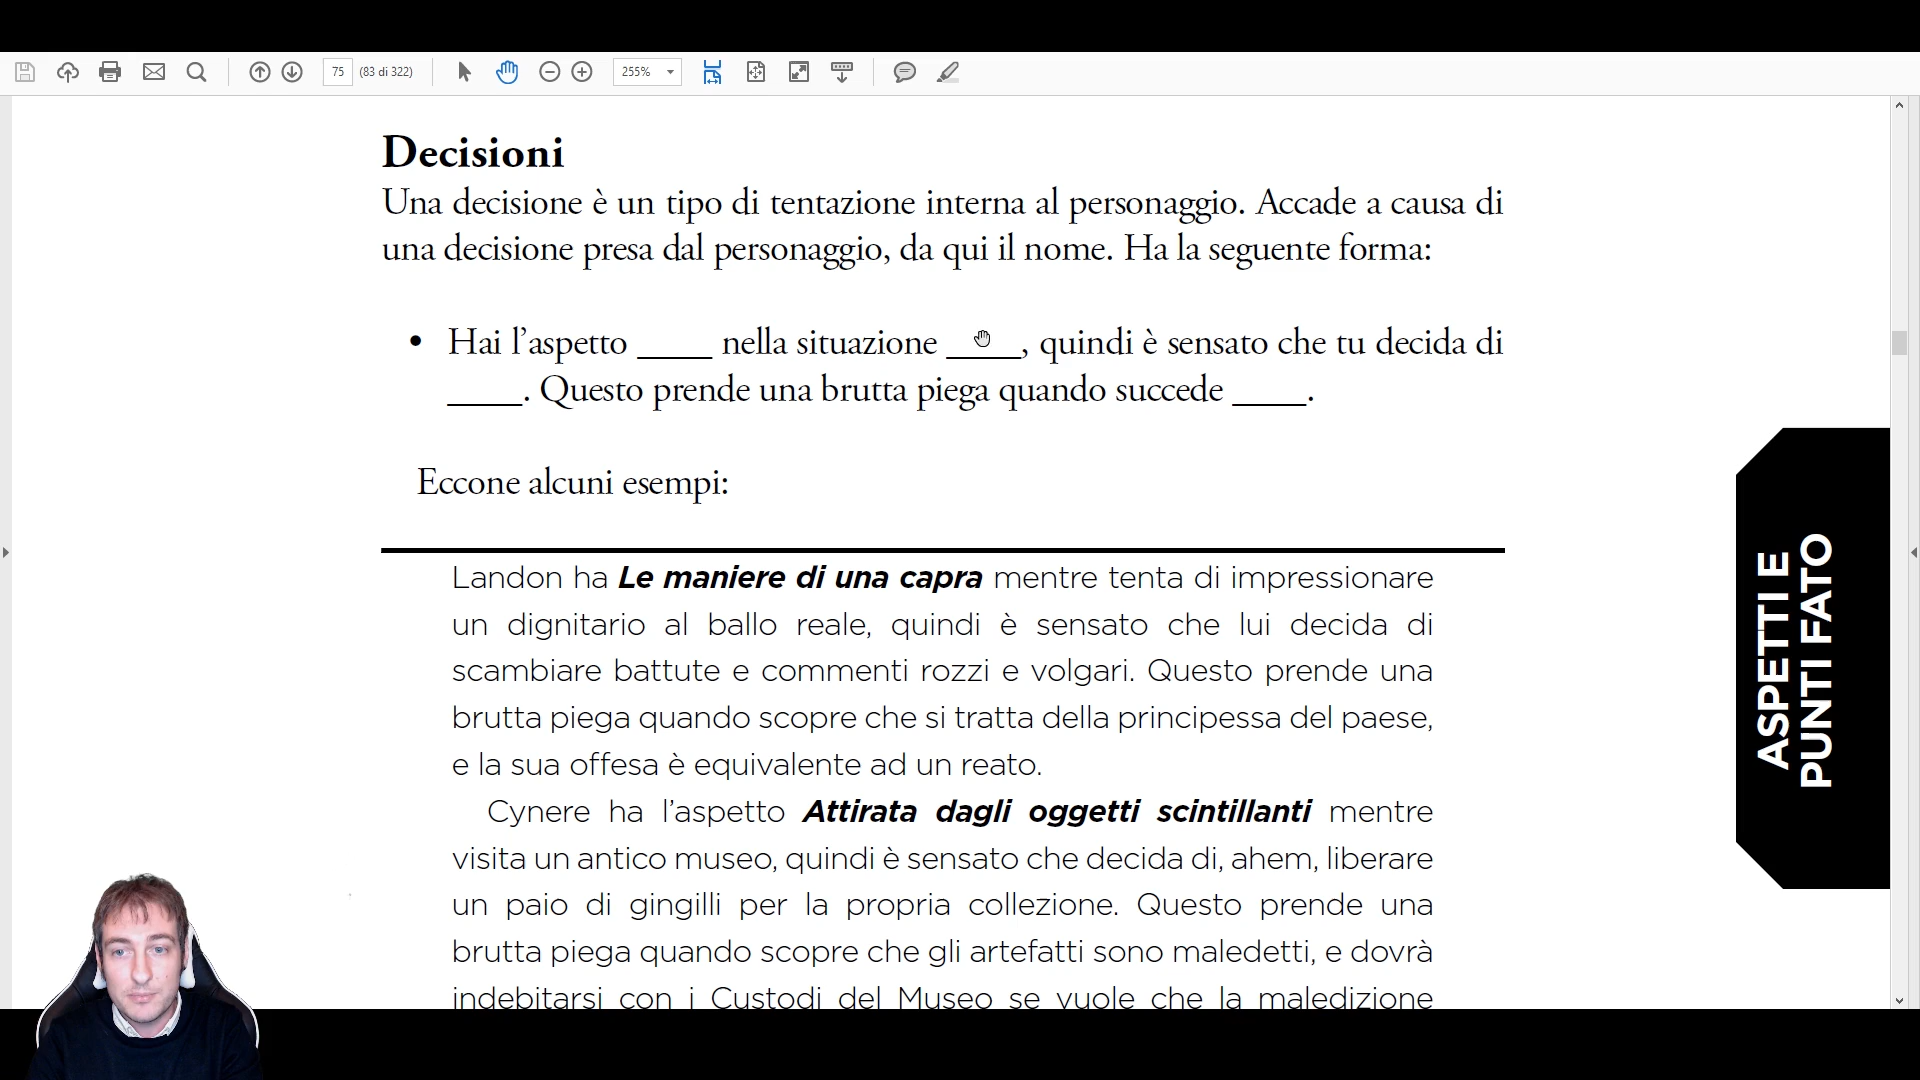 75 (83 di 322) 255%
Decisioni
Una decisione è un tipo di tentazione interna al personaggio. Accade a causa di
una decisione presa dal personaggio, da qui il nome. Ha la seguente forma:
• Hai l'aspetto ____ nella situazione ____, quindi è sensato che tu decida di
____. Questo prende una brutta piega quando succede ____.
Eccone alcuni esempi:
Landon ha Le maniere di una capra mentre tenta di impressionare
un dignitario al ballo reale, quindi è sensato che lui decida di
scambiare battute e commenti rozzi e volgari. Questo prende una
brutta piega quando scopre che si tratta della principessa del paese,
e la sua offesa è equivalente ad un reato.
Cynere ha l'aspetto Attirata dagli oggetti scintillanti mentre
visita un antico museo, quindi è sensato che decida di, ahem, liberare
un paio di gingilli per la propria collezione. Questo prende una
brutta piega quando scopre che gli artefatti sono maledetti, e dovrà
indebitarsi con i Custodi del Museo se vuole che la maledizione
ASPETTI E
PUNTI FATO